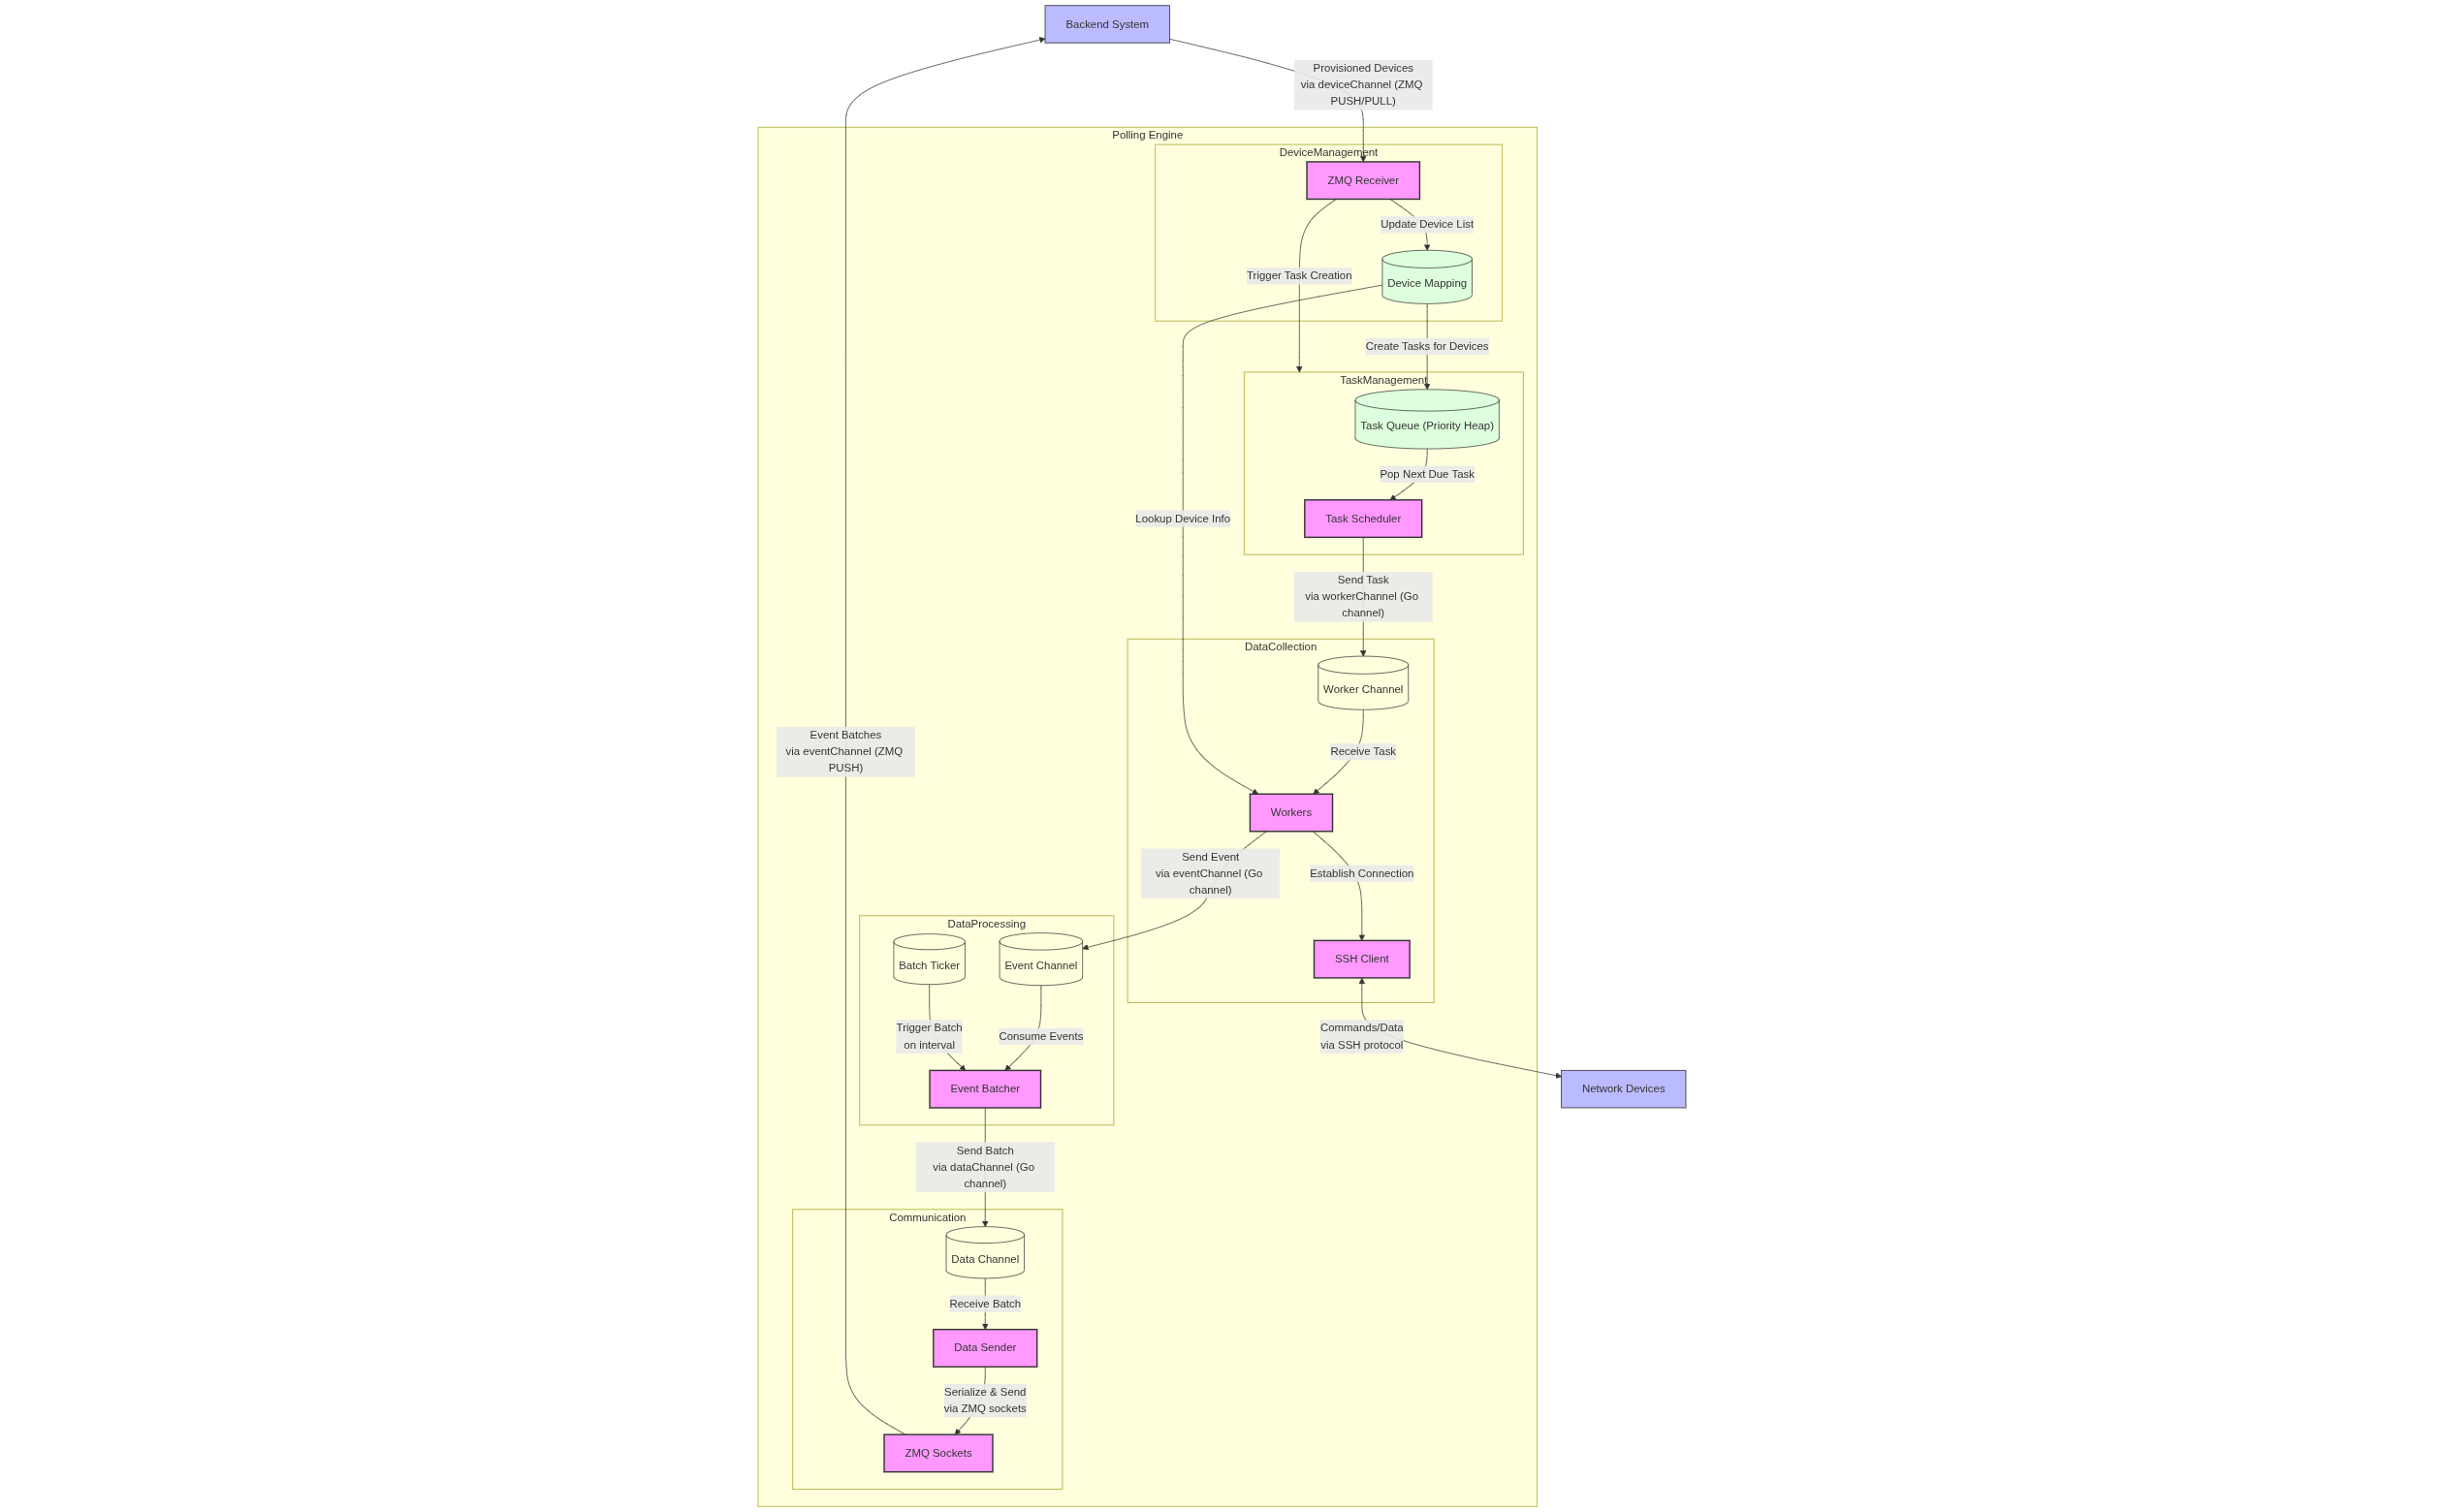 Backend System
Provisioned Devices
via deviceChannel (ZMQ
PUSH/PULL)
Polling Engine
DeviceManagement
ZMQ Receiver
Update Device List
Trigger Task Creation
Device Mapping
Create Tasks for Devices
TaskManagement
Task Queue (Priority Heap)
Pop Next Due Task
Lookup Device Info
Task Scheduler
Send Task
via workerChannel (Go
channel)
DataCollection
Worker Channel
Event Batches
via eventChannel (ZMQ
PUSH)
Receive Task
Workers
Send Event
via eventChannel (Go
channel)
Establish Connection
DataProcessing
Batch Ticker
Event Channel
SSH Client
Trigger Batch
on interval
Consume Events
Commands/Data
via SSH protocol
Event Batcher
Network Devices
Send Batch
via dataChannel (Go
channel)
Communication
Data Channel
Receive Batch
Data Sender
Serialize & Send
via ZMQ sockets
ZMQ Sockets